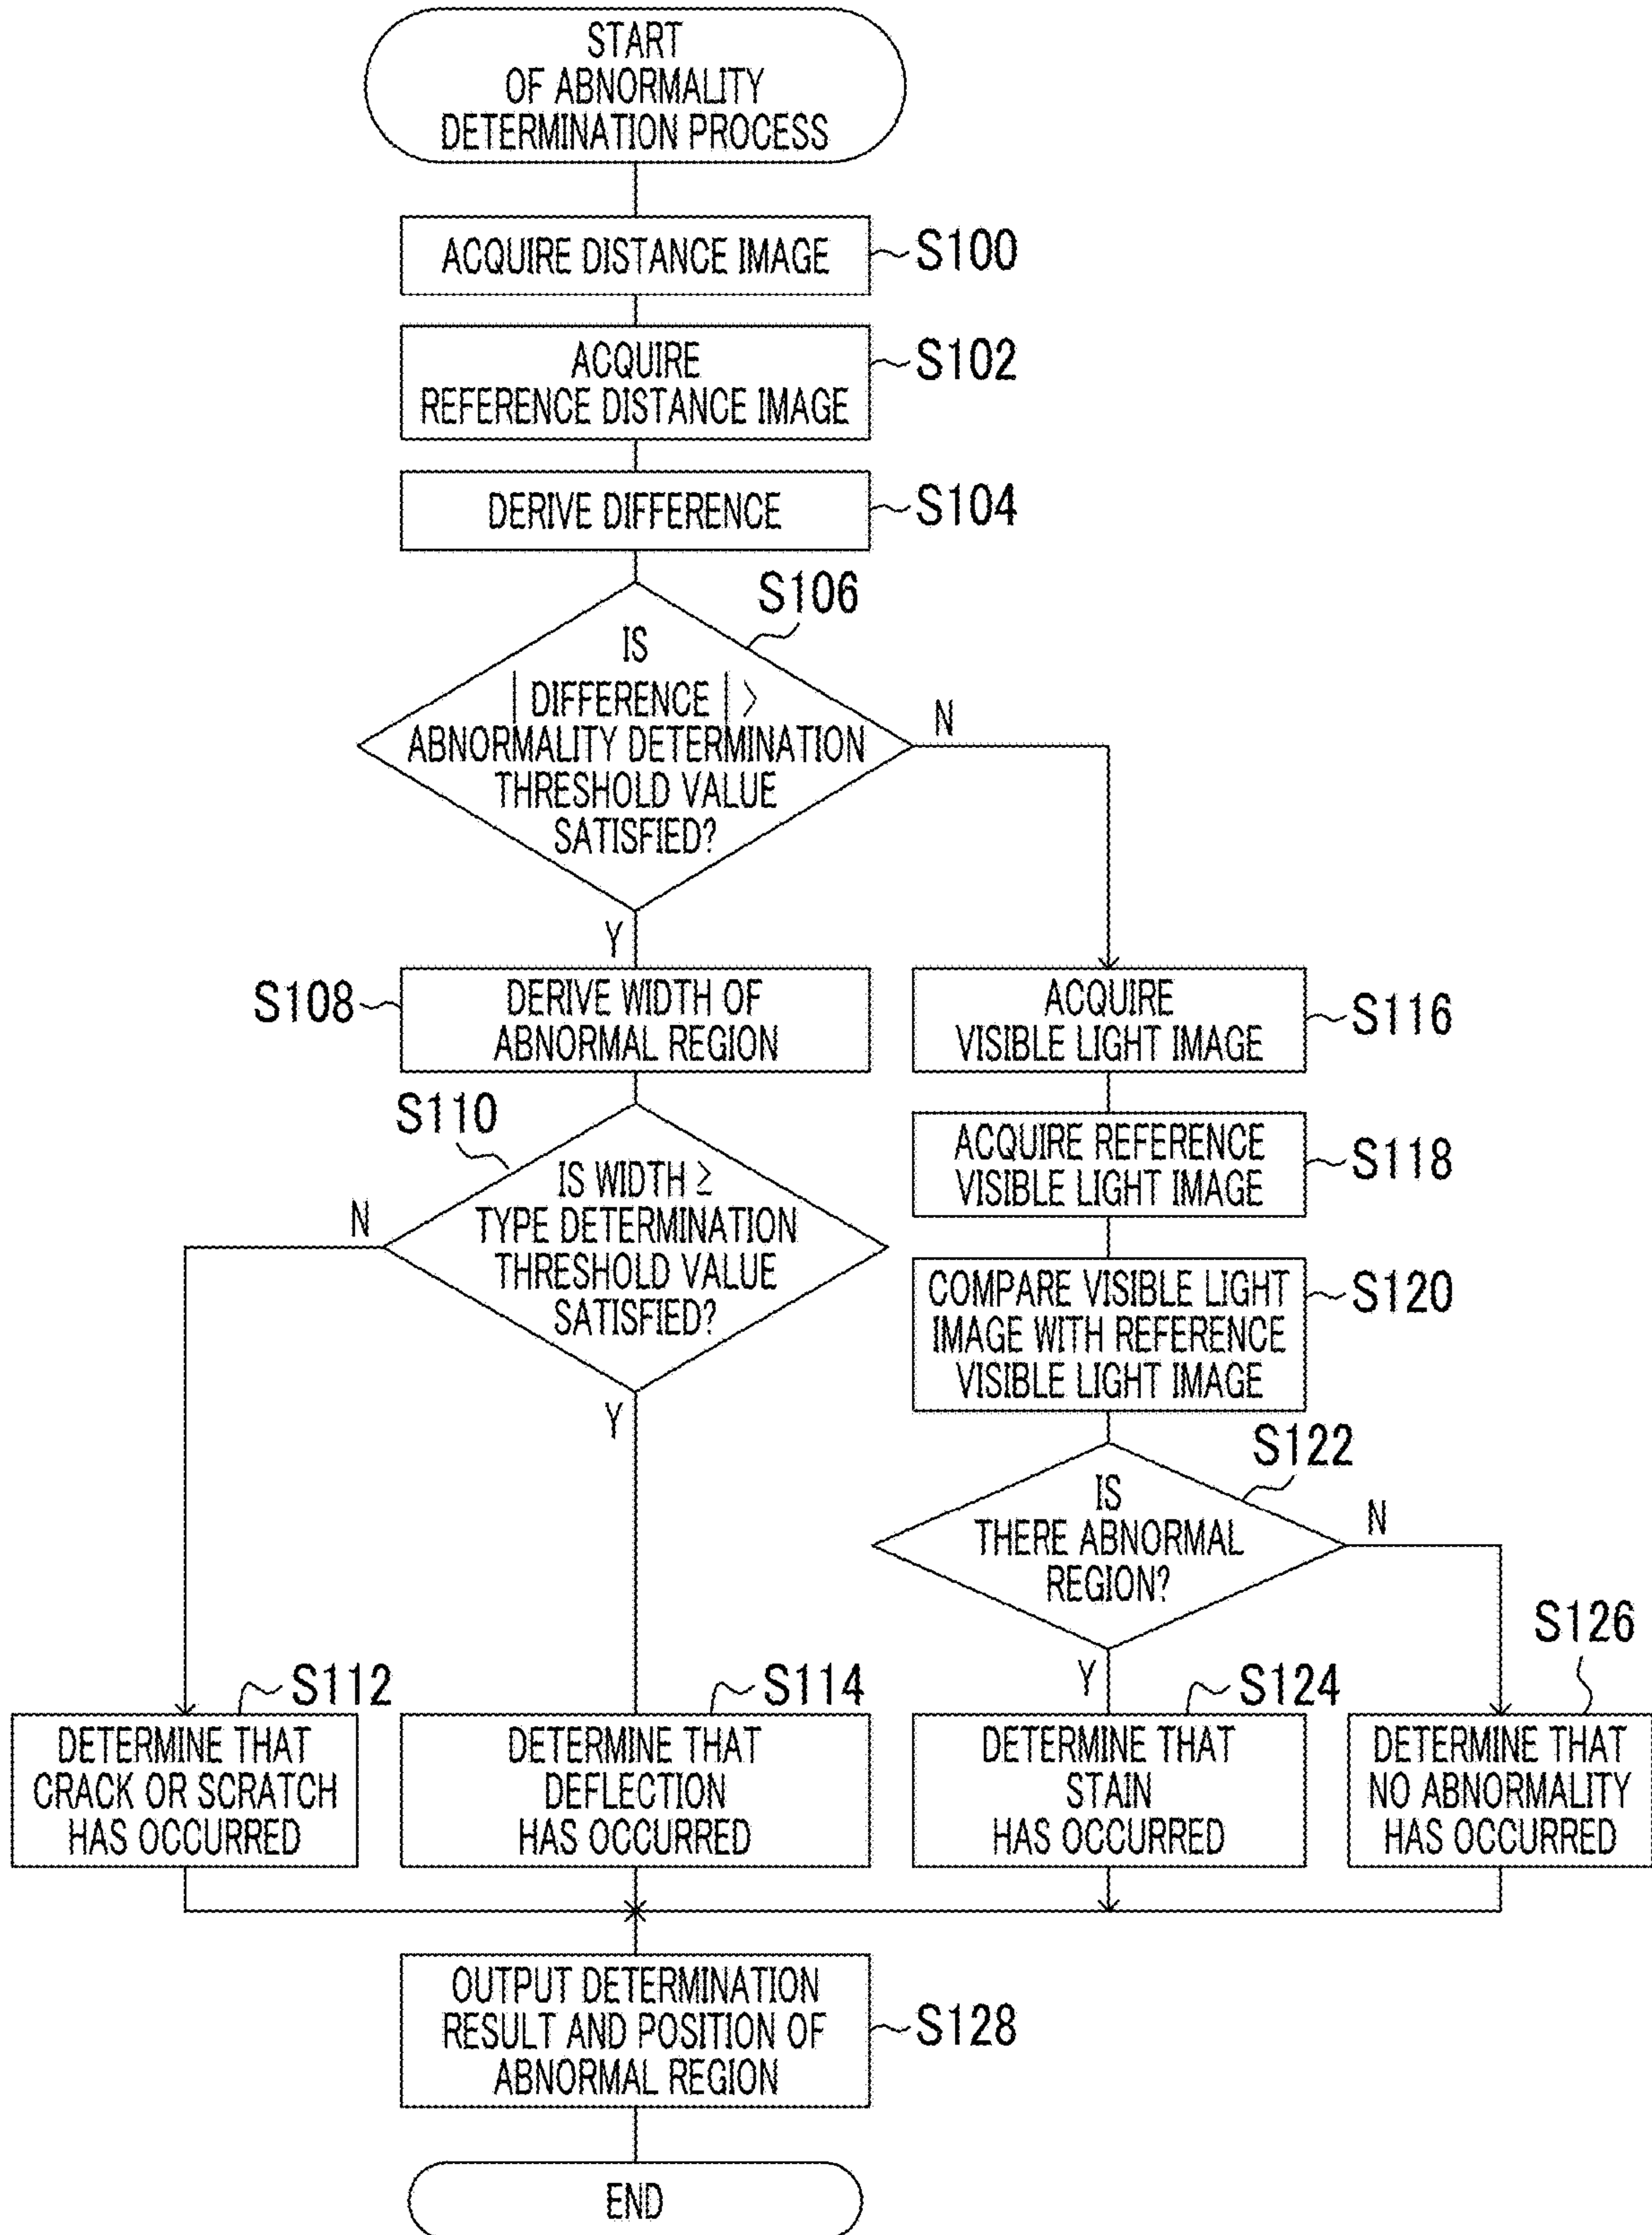 START
OF ABNORMALITY
DETERMINATION PROCESS
ACQUIRE DISTANCE IMAGE
S100
ACQUIRE
REFERENCE DISTANCE IMAGE
S102
DERIVE DIFFERENCE
S104
S106
IS
| DIFFERENCE | >
ABNORMALITY DETERMINATION
THRESHOLD VALUE
SATISFIED?
N
Y
S108
DERIVE WIDTH OF
ABNORMAL REGION
ACQUIRE
VISIBLE LIGHT IMAGE
S116
S110
IS WIDTH ≥
TYPE DETERMINATION
THRESHOLD VALUE
SATISFIED?
N
Y
ACQUIRE REFERENCE
VISIBLE LIGHT IMAGE
S118
COMPARE VISIBLE LIGHT
IMAGE WITH REFERENCE
VISIBLE LIGHT IMAGE
S120
S122
IS
THERE ABNORMAL
REGION?
N
Y
S112
DETERMINE THAT
CRACK OR SCRATCH
HAS OCCURRED
S114
DETERMINE THAT
DEFLECTION
HAS OCCURRED
S124
DETERMINE THAT
STAIN
HAS OCCURRED
S126
DETERMINE THAT
NO ABNORMALITY
HAS OCCURRED
OUTPUT DETERMINATION
RESULT AND POSITION OF
ABNORMAL REGION
S128
END